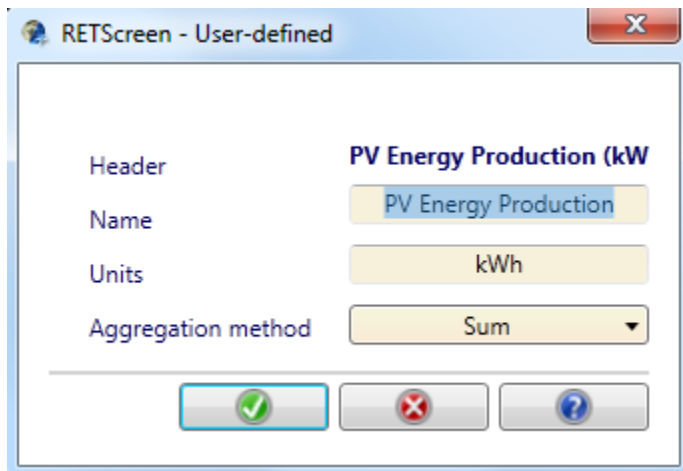 RETScreen - User-defined
Header PV Energy Production (kW
Name PV Energy Production
Units kWh
Aggregation method Sum